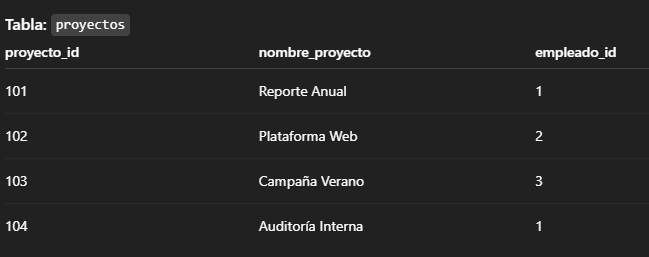 Tabla: proyectos
proyecto_id nombre_proyecto empleado_id
101 Reporte Anual 1
102 Plataforma Web 2
103 Campaña Verano 3
104 Auditoría Interna 1